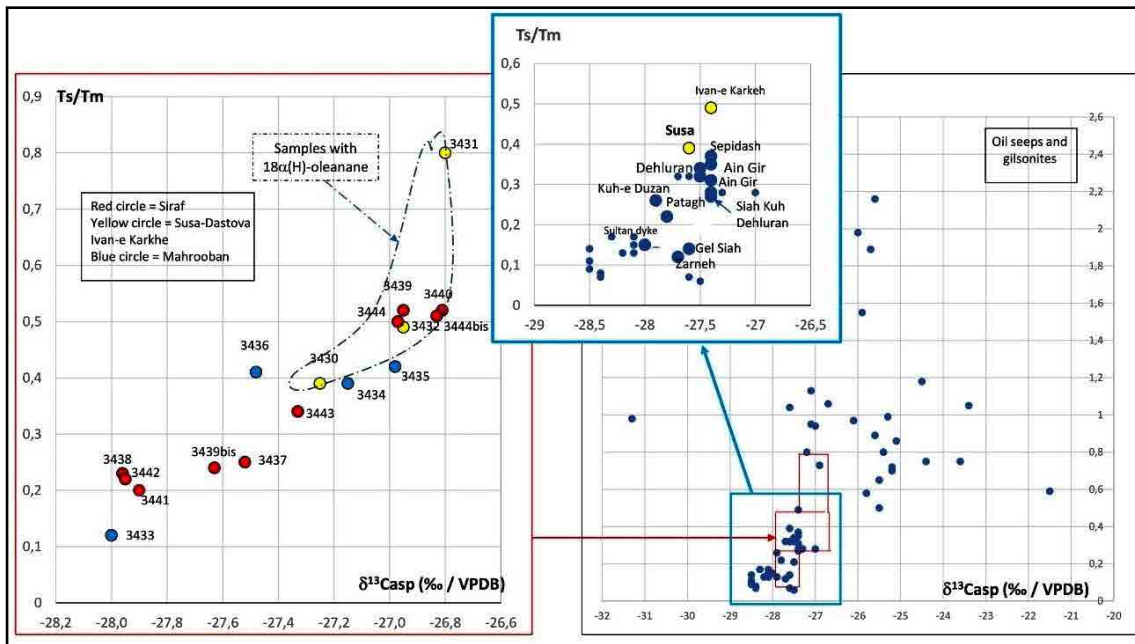 Ts/Tm
0,9
0,8
0,7
0,6
0,5
0,4
0,3
0,2
0,1
0
Samples with
18α(H)-oleanane
Red circle = Siraf
Yellow circle = Susa-Dastova
Ivan-e Karkhe
Blue circle = Mahrooban
3431
3439
3440
3444
3432
3444bis
3436
3430
3435
3434
3443
3439bis
3437
3438
3442
3441
3433
δ¹³Casp (‰ / VPDB)
-28,2
-28,0
-27,8
-27,6
-27,4
-27,2
-27,0
-26,8
-26,6
Ts/Tm
0,6
0,5
0,4
0,3
0,2
0,1
0
Ivan-e Karkeh
Susa
Sepidash
Dehluran
Ain Gir
Ain Gir
Kuh-e Duzan
Patagh
Siah Kuh
Dehluran
Sultan dyke
Gel Siah
Zarneh
-29
-28,5
-28
-27,5
-27
-26,5
Oil seeps and
gilsonites
2,6
2,4
2,2
2
1,8
1,6
1,4
1,2
1
0,8
0,6
0,4
0,2
0
δ¹³Casp (‰ / VPDB)
-32
-31
-30
-29
-28
-27
-26
-25
-24
-23
-22
-21
-20